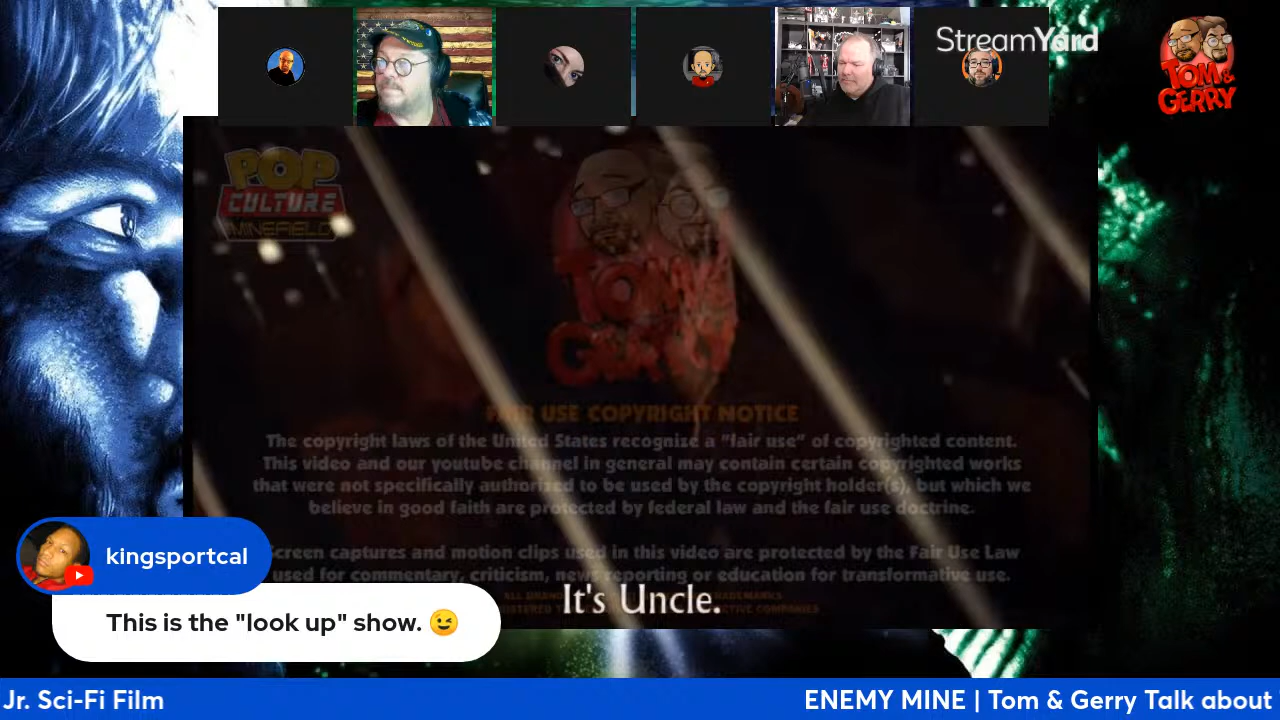 StreamYard
TOM &
GERRY
POP
CULTURE
MINEFIELD
TOM &
GERRY
FAIR USE COPYRIGHT NOTICE
The copyright laws of the United States recognize a "fair use" of copyrighted content.
This video and our youtube channel in general may contain certain copyrighted works
that were not specifically authorized to be used by the copyright holder(s), but which we
believe in good faith are protected by federal law and the fair use doctrine.
Screen captures and motion clips used in this video are protected by the Fair Use Law
used for commentary, criticism, news reporting or education for transformative use.
It's Uncle.
kingsportcal
This is the "look up" show. 😉
Jr. Sci-Fi Film
ENEMY MINE | Tom & Gerry Talk about